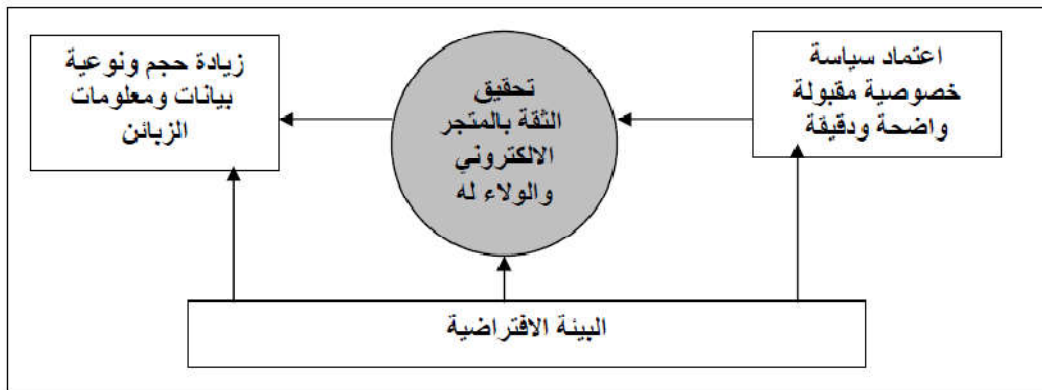 اعتماد سياسة
خصوصية مقبولة
واضحة ودقيقة
تحقيق
الثقة بالمتجر
الالكتروني
والولاء له
زيادة حجم ونوعية
بيانات ومعلومات
الزبائن
البيئة الافتراضية